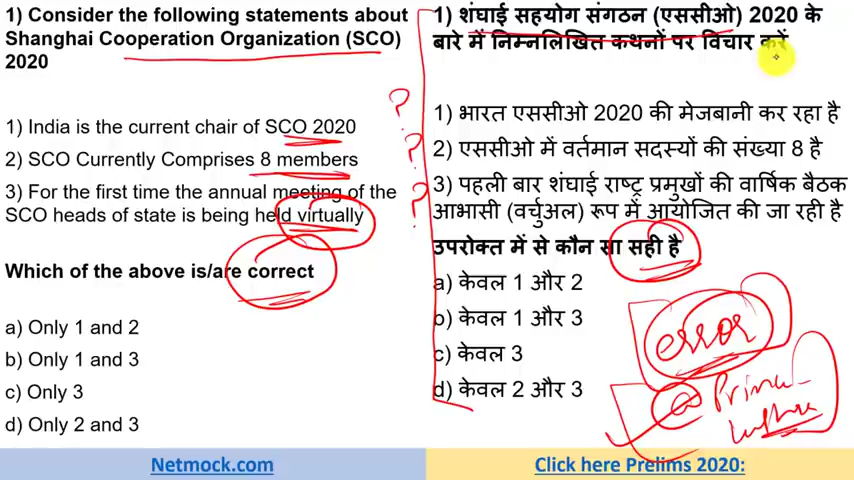 1) Consider the following statements about
Shanghai Cooperation Organization (SCO)
2020
1) India is the current chair of SCO 2020
2) SCO Currently Comprises 8 members
3) For the first time the annual meeting of the
SCO heads of state is being held virtually
Which of the above is/are correct
a) Only 1 and 2
b) Only 1 and 3
c) Only 3
d) Only 2 and 3
1) शंघाई सहयोग संगठन (एससीओ) 2020 के
बारे में निम्नलिखित कथनों पर विचार करें
? ? ?
1) भारत एससीओ 2020 की मेजबानी कर रहा है
2) एससीओ में वर्तमान सदस्यों की संख्या 8 है
3) पहली बार शंघाई राष्ट्र प्रमुखों की वार्षिक बैठक
आभासी (वर्चुअल) रूप में आयोजित की जा रही है
उपरोक्त में से कौन सा सही है
a) केवल 1 और 2
b) केवल 1 और 3
c) केवल 3
d) केवल 2 और 3
error
Netmock.com
Click here Prelims 2020: